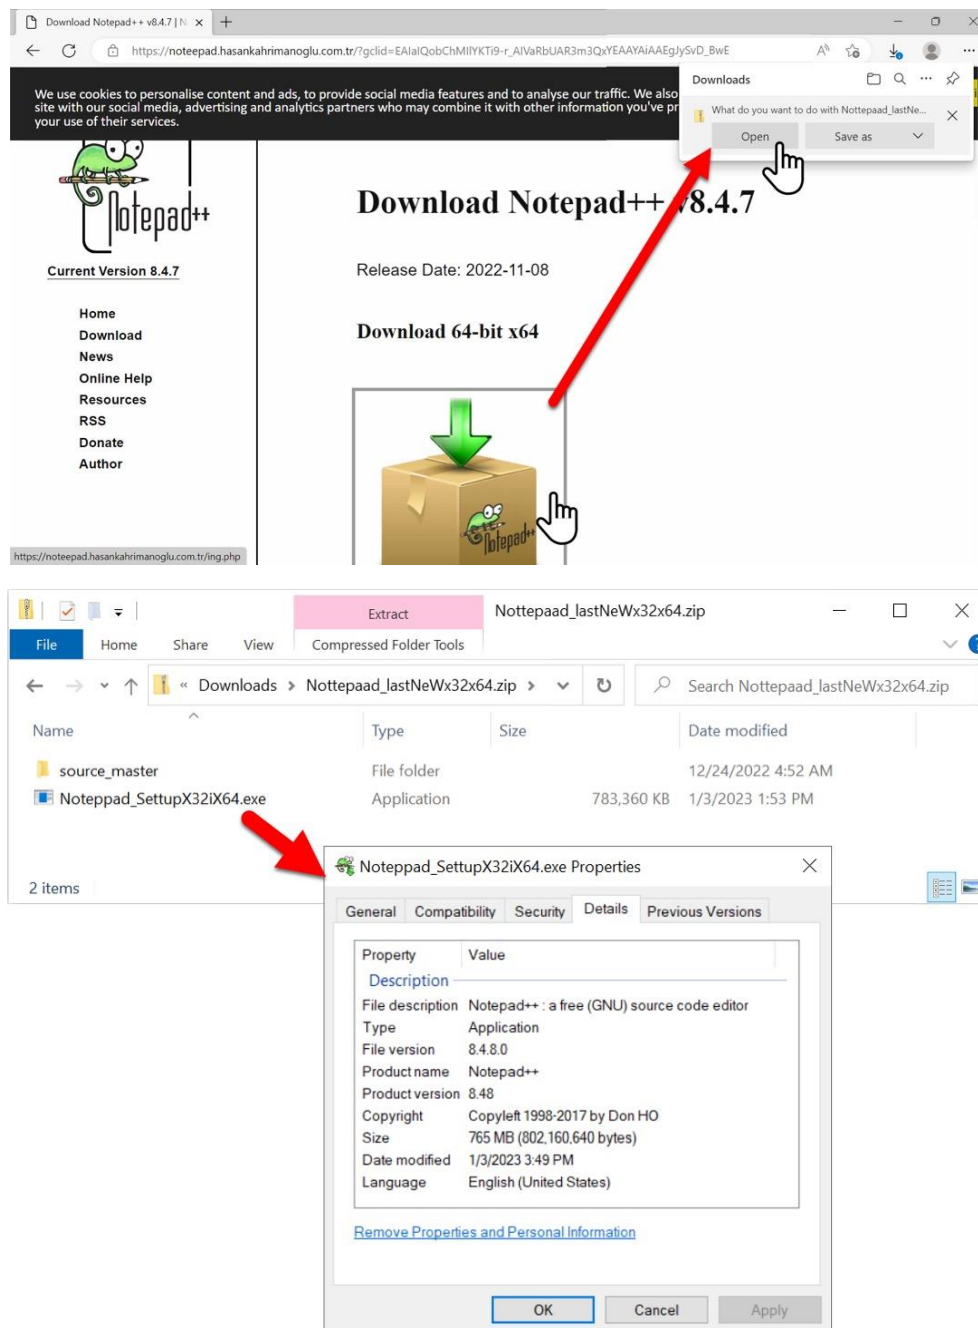 Download Notepad++ v8.4.7 | N
https://noteepad.hasankahrimanoglu.com.tr/?gclid=EAIaIQobChMIlYKTi9-r_AIVaRbUAR3m3QxYEAAYAiAAEgJySvD_BwE
We use cookies to personalise content and ads, to provide social media features and to analyse our traffic. We also
site with our social media, advertising and analytics partners who may combine it with other information you've pr
your use of their services.
Downloads
What do you want to do with Nottepaad_lastNe...
Open
Save as
Notepad++
Current Version 8.4.7
Home
Download
News
Online Help
Resources
RSS
Donate
Author
Download Notepad++ v8.4.7
Release Date: 2022-11-08
Download 64-bit x64
Notepad++
https://noteepad.hasankahrimanoglu.com.tr/ing.php
Extract
Nottepaad_lastNeWx32x64.zip
File Home Share View Compressed Folder Tools
« Downloads > Nottepaad_lastNeWx32x64.zip >
Search Nottepaad_lastNeWx32x64.zip
Name Type Size Date modified
source_master File folder 12/24/2022 4:52 AM
Noteppad_SettupX32iX64.exe Application 783,360 KB 1/3/2023 1:53 PM
2 items
Noteppad_SettupX32iX64.exe Properties
General Compatibility Security Details Previous Versions
Property Value
Description
File description Notepad++ : a free (GNU) source code editor
Type Application
File version 8.4.8.0
Product name Notepad++
Product version 8.48
Copyright Copyleft 1998-2017 by Don HO
Size 765 MB (802,160,640 bytes)
Date modified 1/3/2023 3:49 PM
Language English (United States)
Remove Properties and Personal Information
OK Cancel Apply